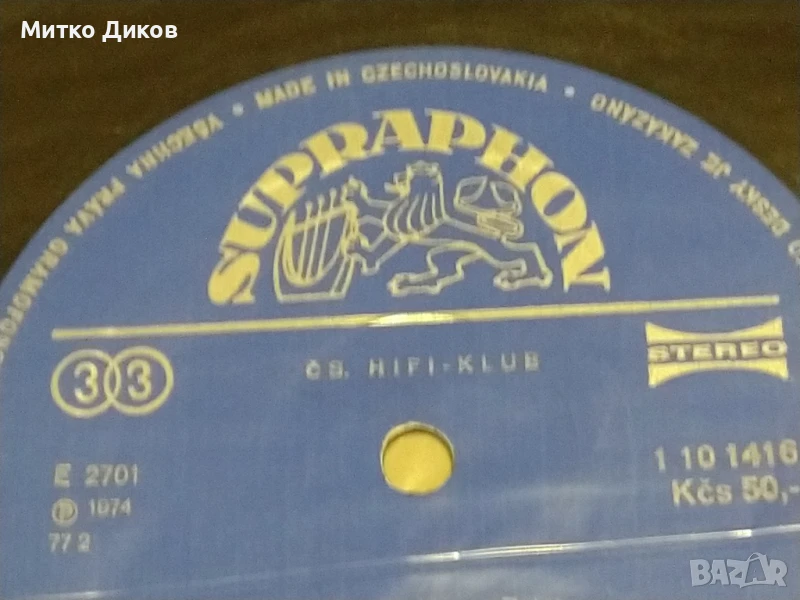 Митко Диков
VŠECHNA PRÁVA
MADE IN CZECHOSLOVAKIA
DESKY JE ZAKÁZÁNO
SUPRAPHON
33
ČS. HIFI-KLUB
STEREO
E 2701
1 10 1416
℗ 1974
Kčs 50,-
77 2
BAZAR